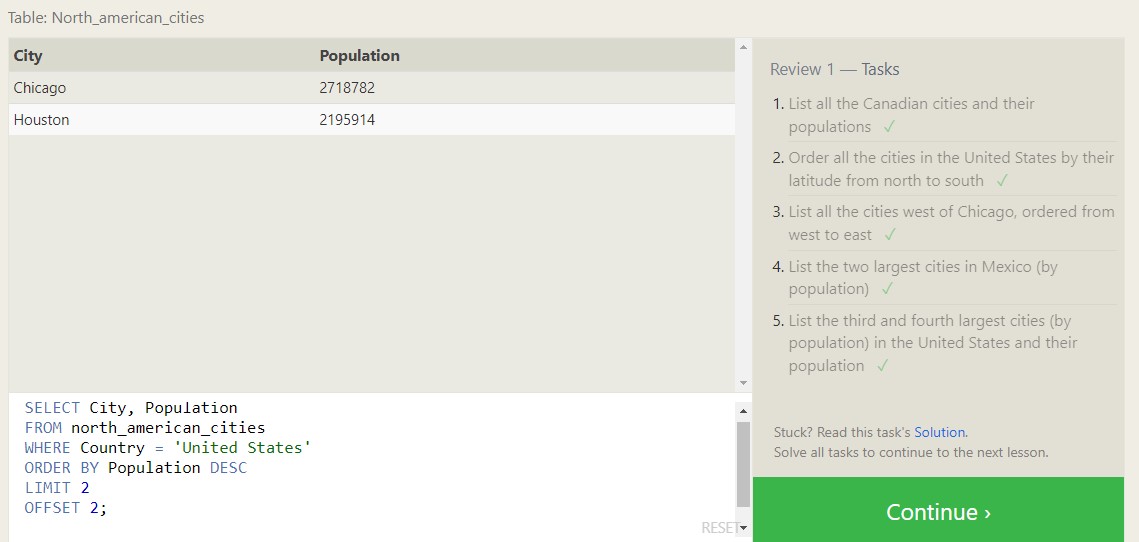 Table: North_american_cities
City Population
Chicago 2718782
Houston 2195914
SELECT City, Population
FROM north_american_cities
WHERE Country = 'United States'
ORDER BY Population DESC
LIMIT 2
OFFSET 2;
RESET
Review 1 — Tasks
1. List all the Canadian cities and their
populations ✓
2. Order all the cities in the United States by their
latitude from north to south ✓
3. List all the cities west of Chicago, ordered from
west to east ✓
4. List the two largest cities in Mexico (by
population) ✓
5. List the third and fourth largest cities (by
population) in the United States and their
population ✓
Stuck? Read this task's Solution.
Solve all tasks to continue to the next lesson.
Continue ›